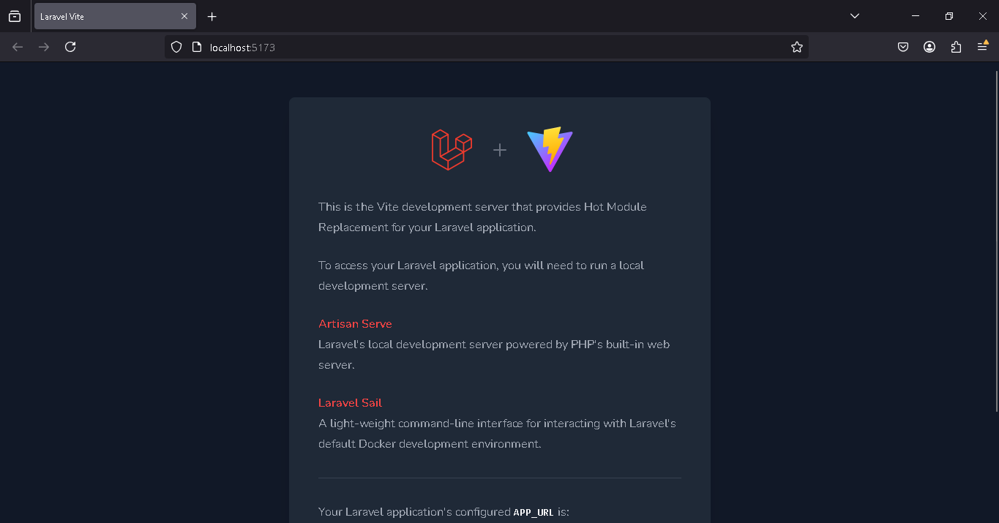 Laravel Vite
localhost:5173
This is the Vite development server that provides Hot Module
Replacement for your Laravel application.
To access your Laravel application, you will need to run a local
development server.
Artisan Serve
Laravel's local development server powered by PHP's built-in web
server.
Laravel Sail
A light-weight command-line interface for interacting with Laravel's
default Docker development environment.
Your Laravel application's configured APP_URL is: